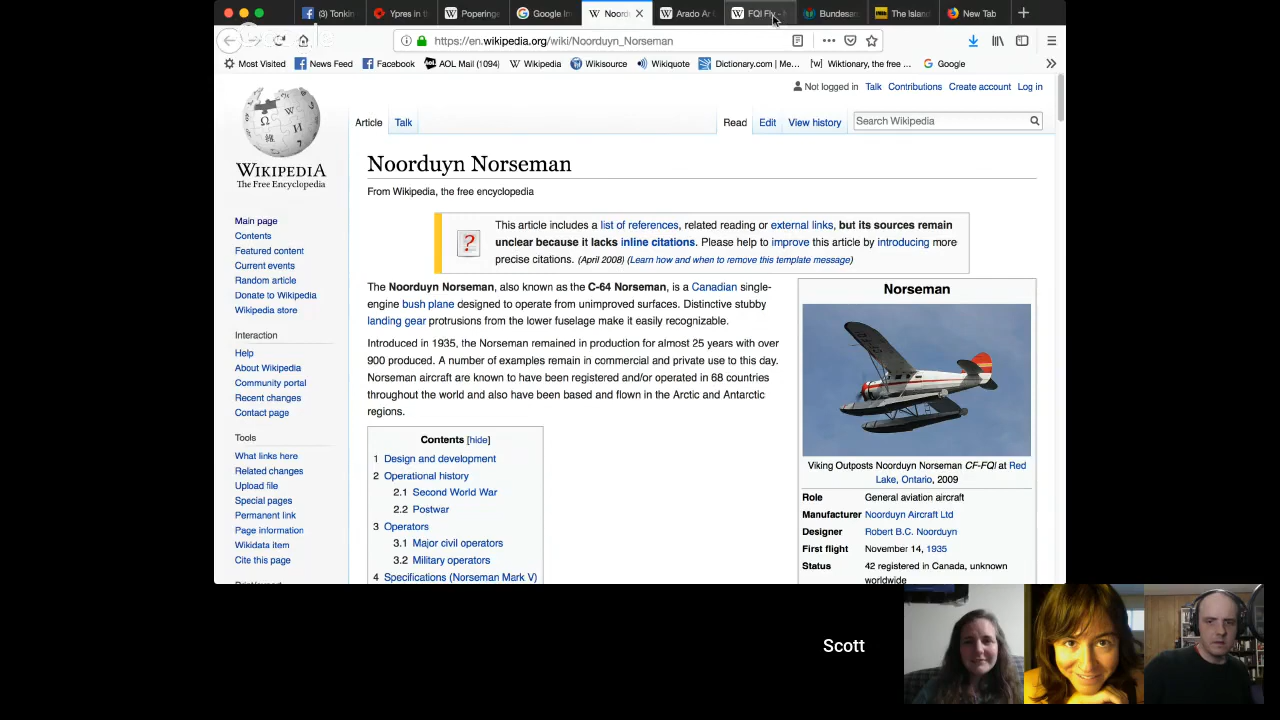 (3) Tonkin
Ypres in t
Poperinge
Google Im
Noord
Arado Ar
FQI Fly
Bundesar
The Island
New Tab
https://en.wikipedia.org/wiki/Noorduyn_Norseman
Most Visited
News Feed
Facebook
AOL Mail (1094)
Wikipedia
Wikisource
Wikiquote
Dictionary.com | Me…
Wiktionary, the free …
Google
Not logged in Talk Contributions Create account Log in
Article Talk
Read Edit View history
Search Wikipedia
WIKIPEDIA
The Free Encyclopedia
Main page
Contents
Featured content
Current events
Random article
Donate to Wikipedia
Wikipedia store
Interaction
Help
About Wikipedia
Community portal
Recent changes
Contact page
Tools
What links here
Related changes
Upload file
Special pages
Permanent link
Page information
Wikidata item
Cite this page
Noorduyn Norseman
From Wikipedia, the free encyclopedia
This article includes a list of references, related reading or external links, but its sources remain
unclear because it lacks inline citations. Please help to improve this article by introducing more
precise citations. (April 2008) (Learn how and when to remove this template message)
The Noorduyn Norseman, also known as the C-64 Norseman, is a Canadian single-
engine bush plane designed to operate from unimproved surfaces. Distinctive stubby
landing gear protrusions from the lower fuselage make it easily recognizable.
Introduced in 1935, the Norseman remained in production for almost 25 years with over
900 produced. A number of examples remain in commercial and private use to this day.
Norseman aircraft are known to have been registered and/or operated in 68 countries
throughout the world and also have been based and flown in the Arctic and Antarctic
regions.
Contents [hide]
1 Design and development
2 Operational history
2.1 Second World War
2.2 Postwar
3 Operators
3.1 Major civil operators
3.2 Military operators
4 Specifications (Norseman Mark V)
Norseman
Viking Outposts Noorduyn Norseman CF-FQI at Red
Lake, Ontario, 2009
Role General aviation aircraft
Manufacturer Noorduyn Aircraft Ltd
Designer Robert B.C. Noorduyn
First flight November 14, 1935
Status 42 registered in Canada, unknown
worldwide
Scott